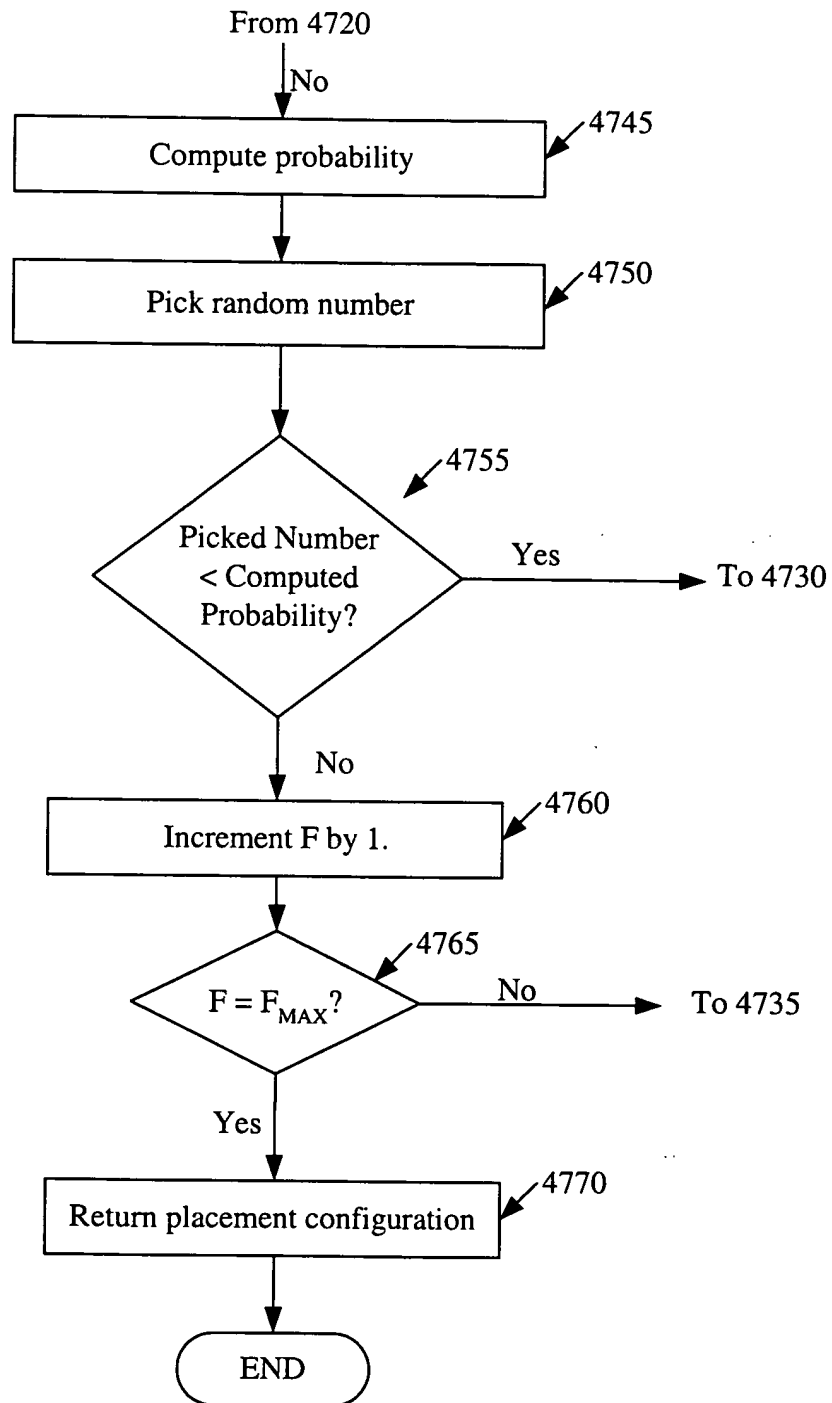 From 4720
No
4745
Compute probability
4750
Pick random number
4755
Picked Number
< Computed
Probability?
Yes
To 4730
No
4760
Increment F by 1.
4765
F = F_MAX?
No
To 4735
Yes
4770
Return placement configuration
END